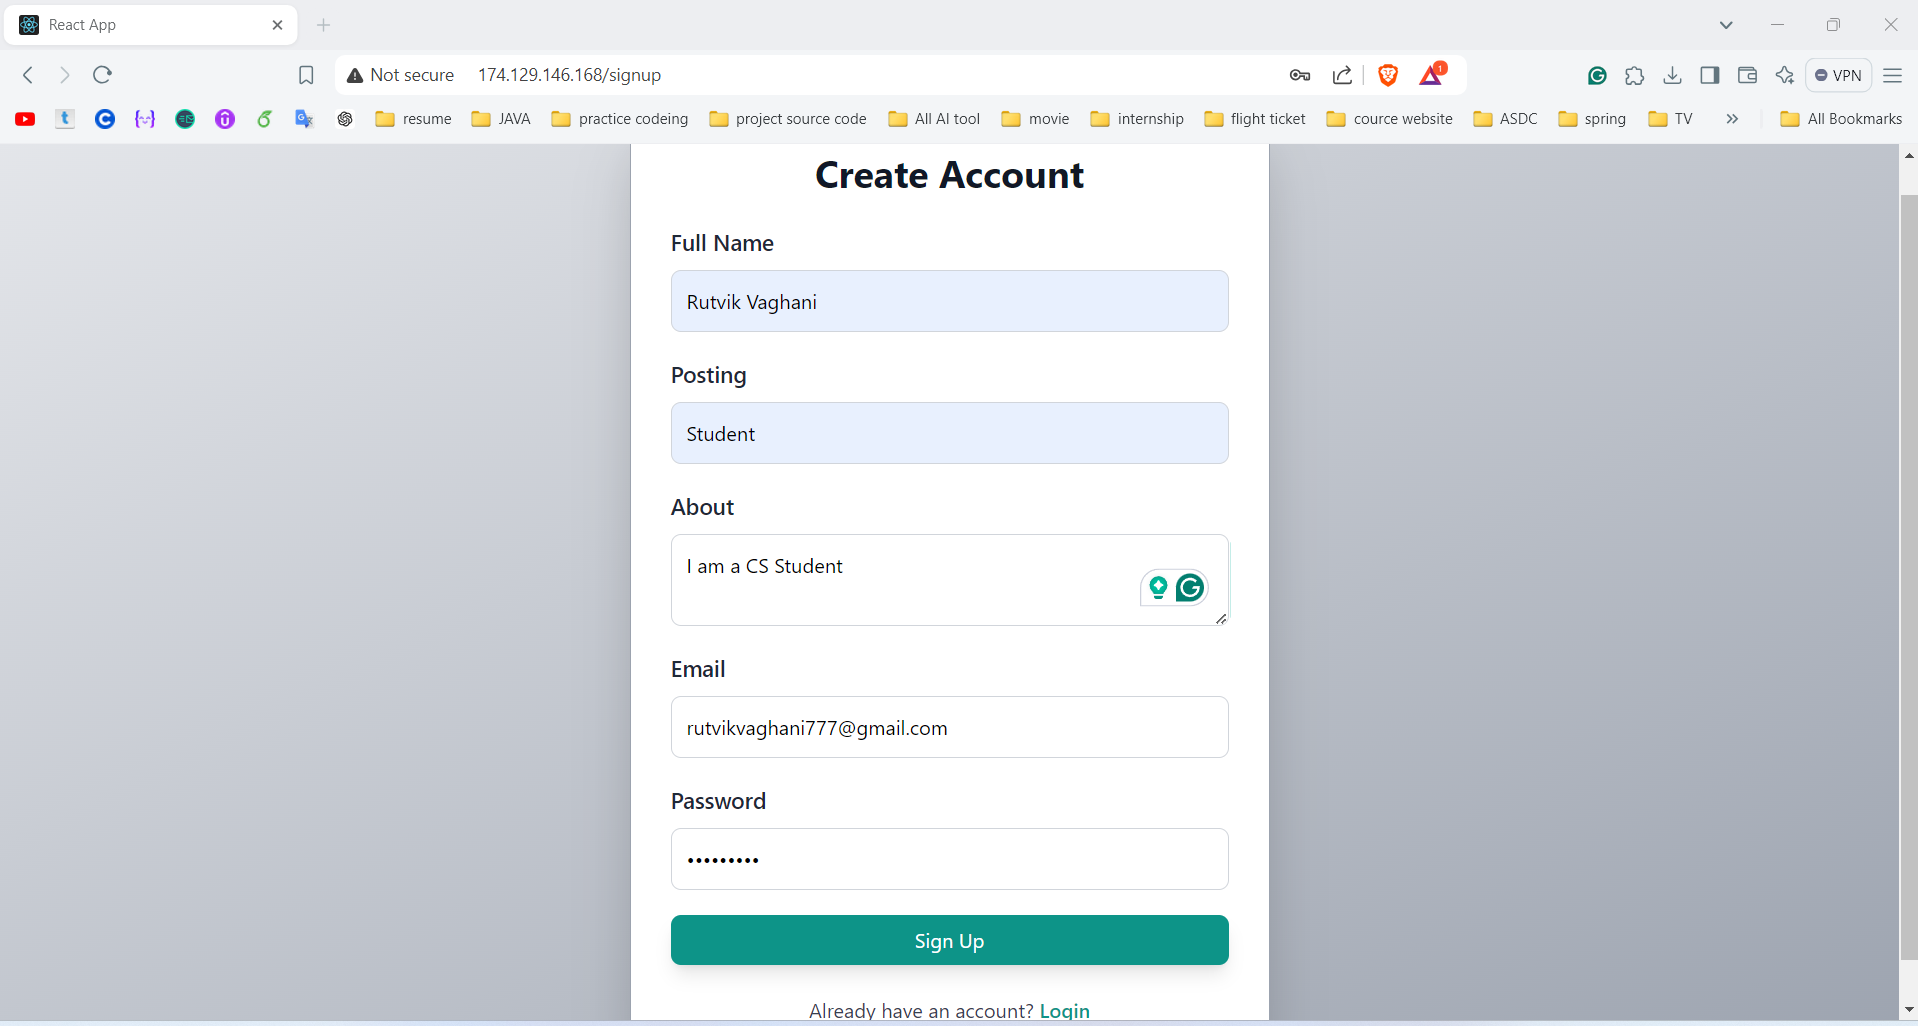 React App
Not secure 174.129.146.168/signup
1
VPN
resume JAVA practice codeing project source code All AI tool movie internship flight ticket cource website ASDC spring TV » All Bookmarks
Create Account
Full Name
Rutvik Vaghani
Posting
Student
About
I am a CS Student
Email
rutvikvaghani777@gmail.com
Password
•••••••••
Sign Up
Already have an account? Login